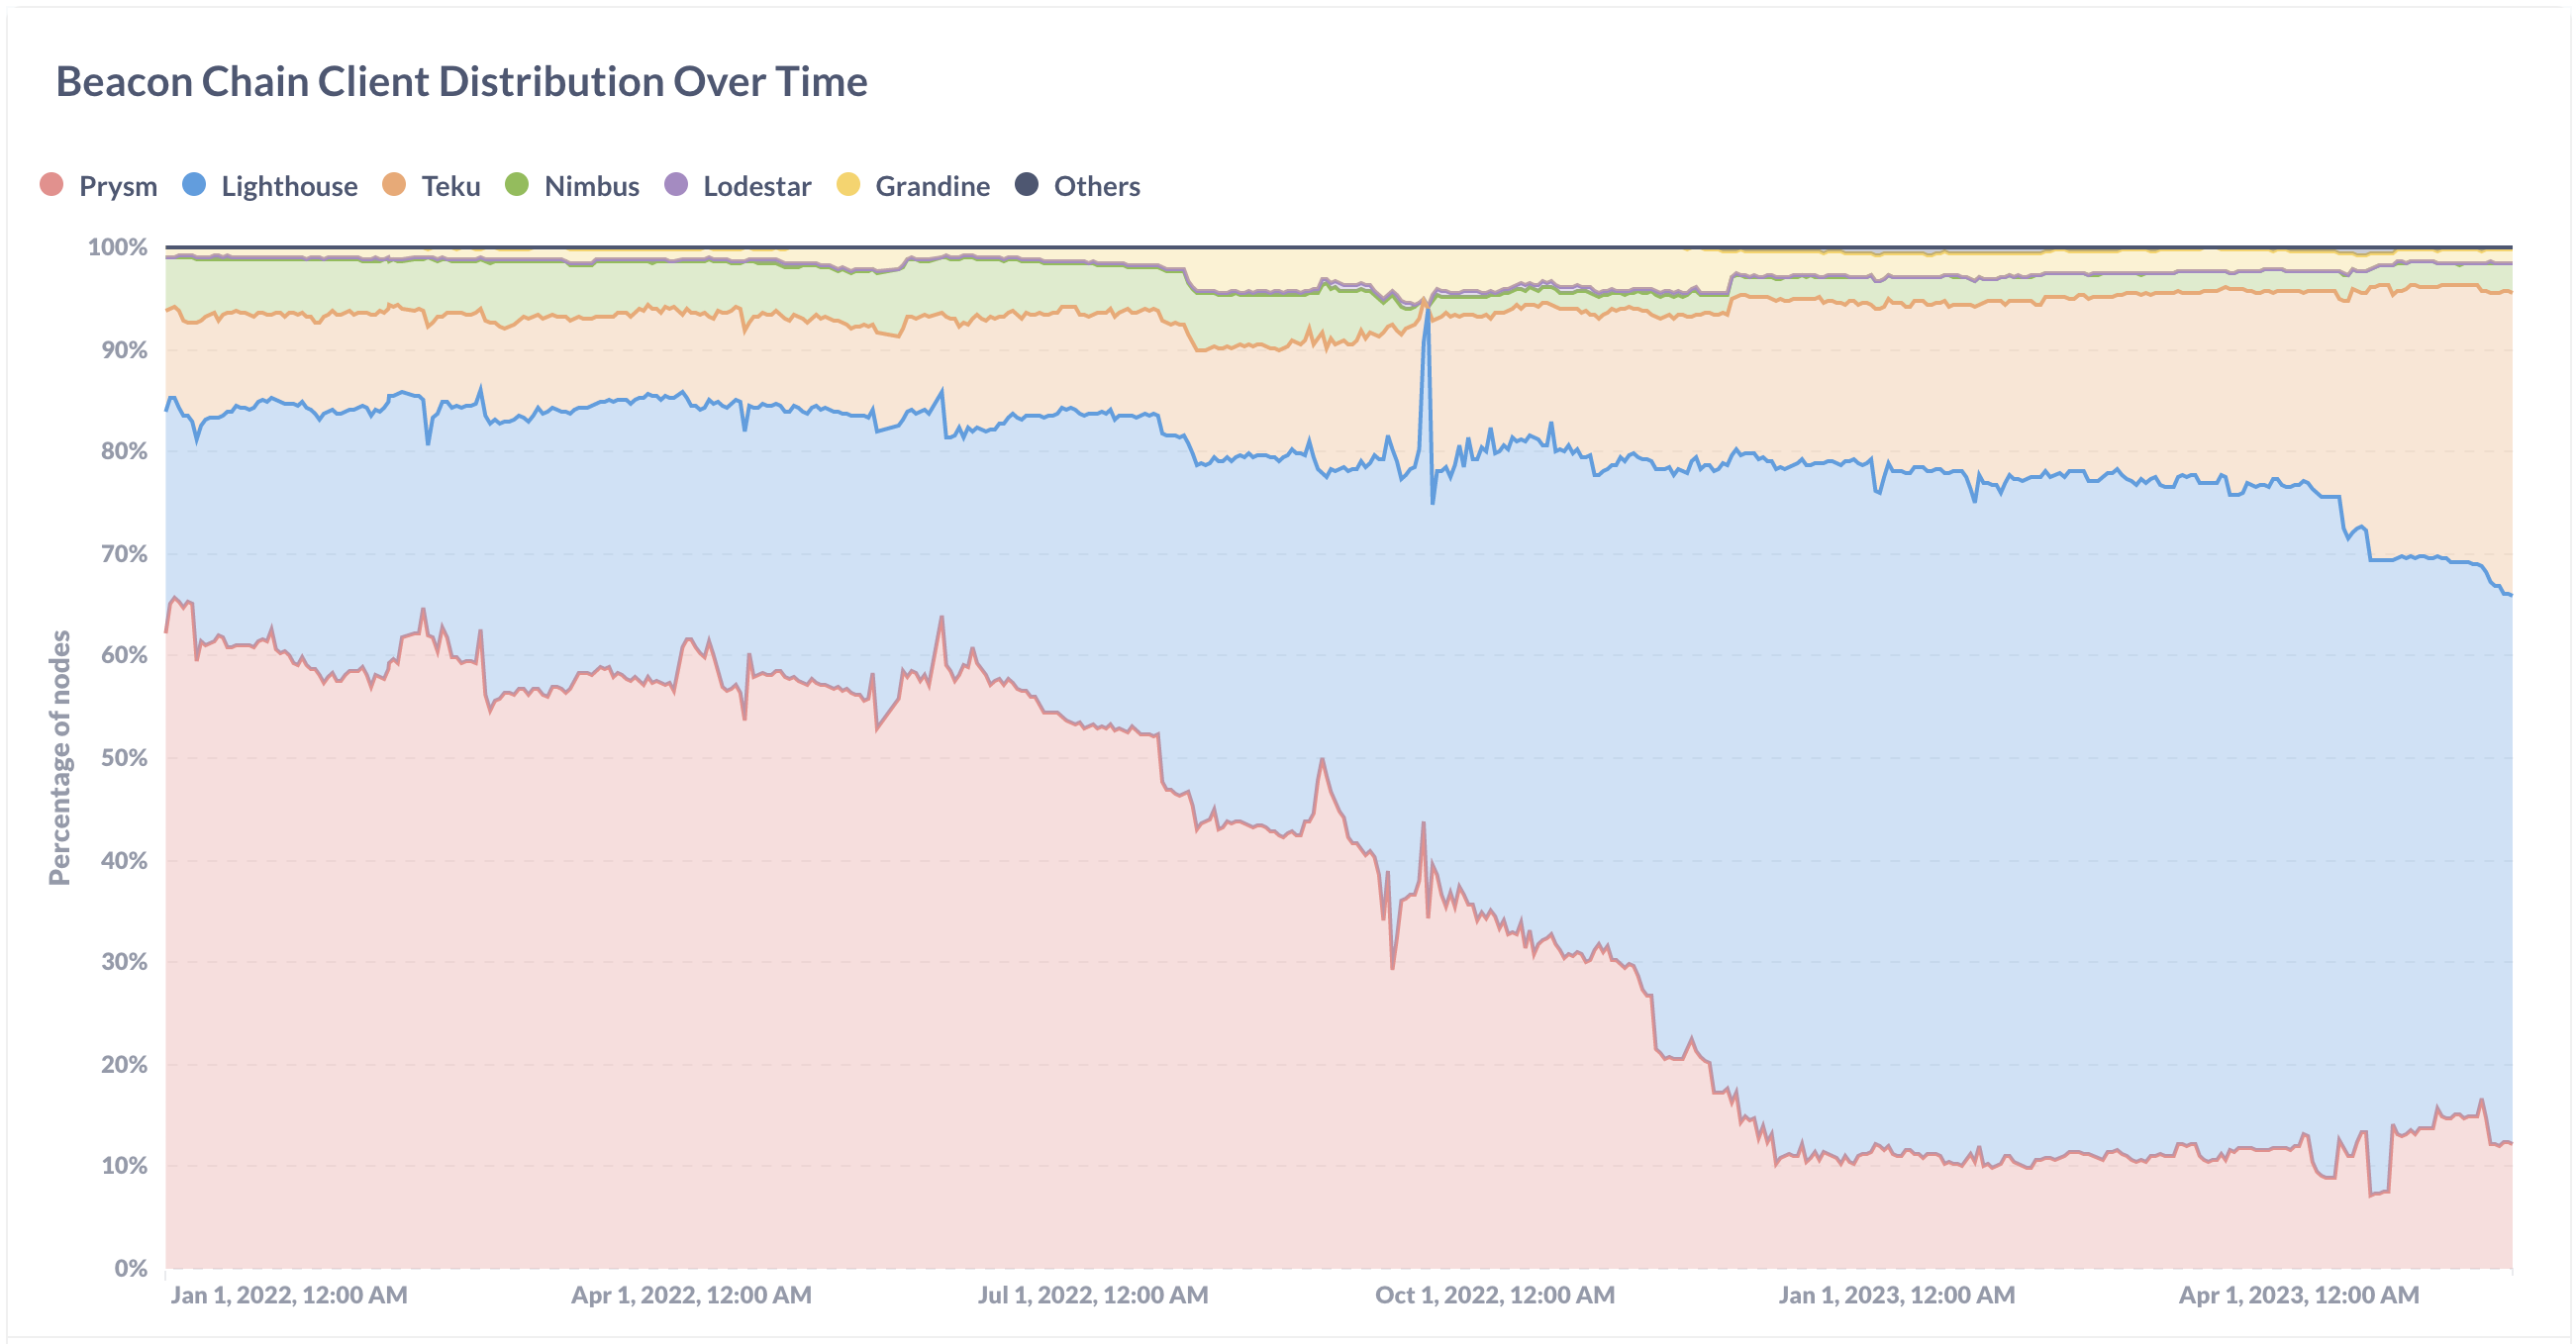 Beacon Chain Client Distribution Over Time
Prysm Lighthouse Teku Nimbus Lodestar Grandine Others
100%
90%
80%
70%
60%
50%
40%
30%
20%
10%
0%
Percentage of nodes
Jan 1, 2022, 12:00 AM Apr 1, 2022, 12:00 AM Jul 1, 2022, 12:00 AM Oct 1, 2022, 12:00 AM Jan 1, 2023, 12:00 AM Apr 1, 2023, 12:00 AM